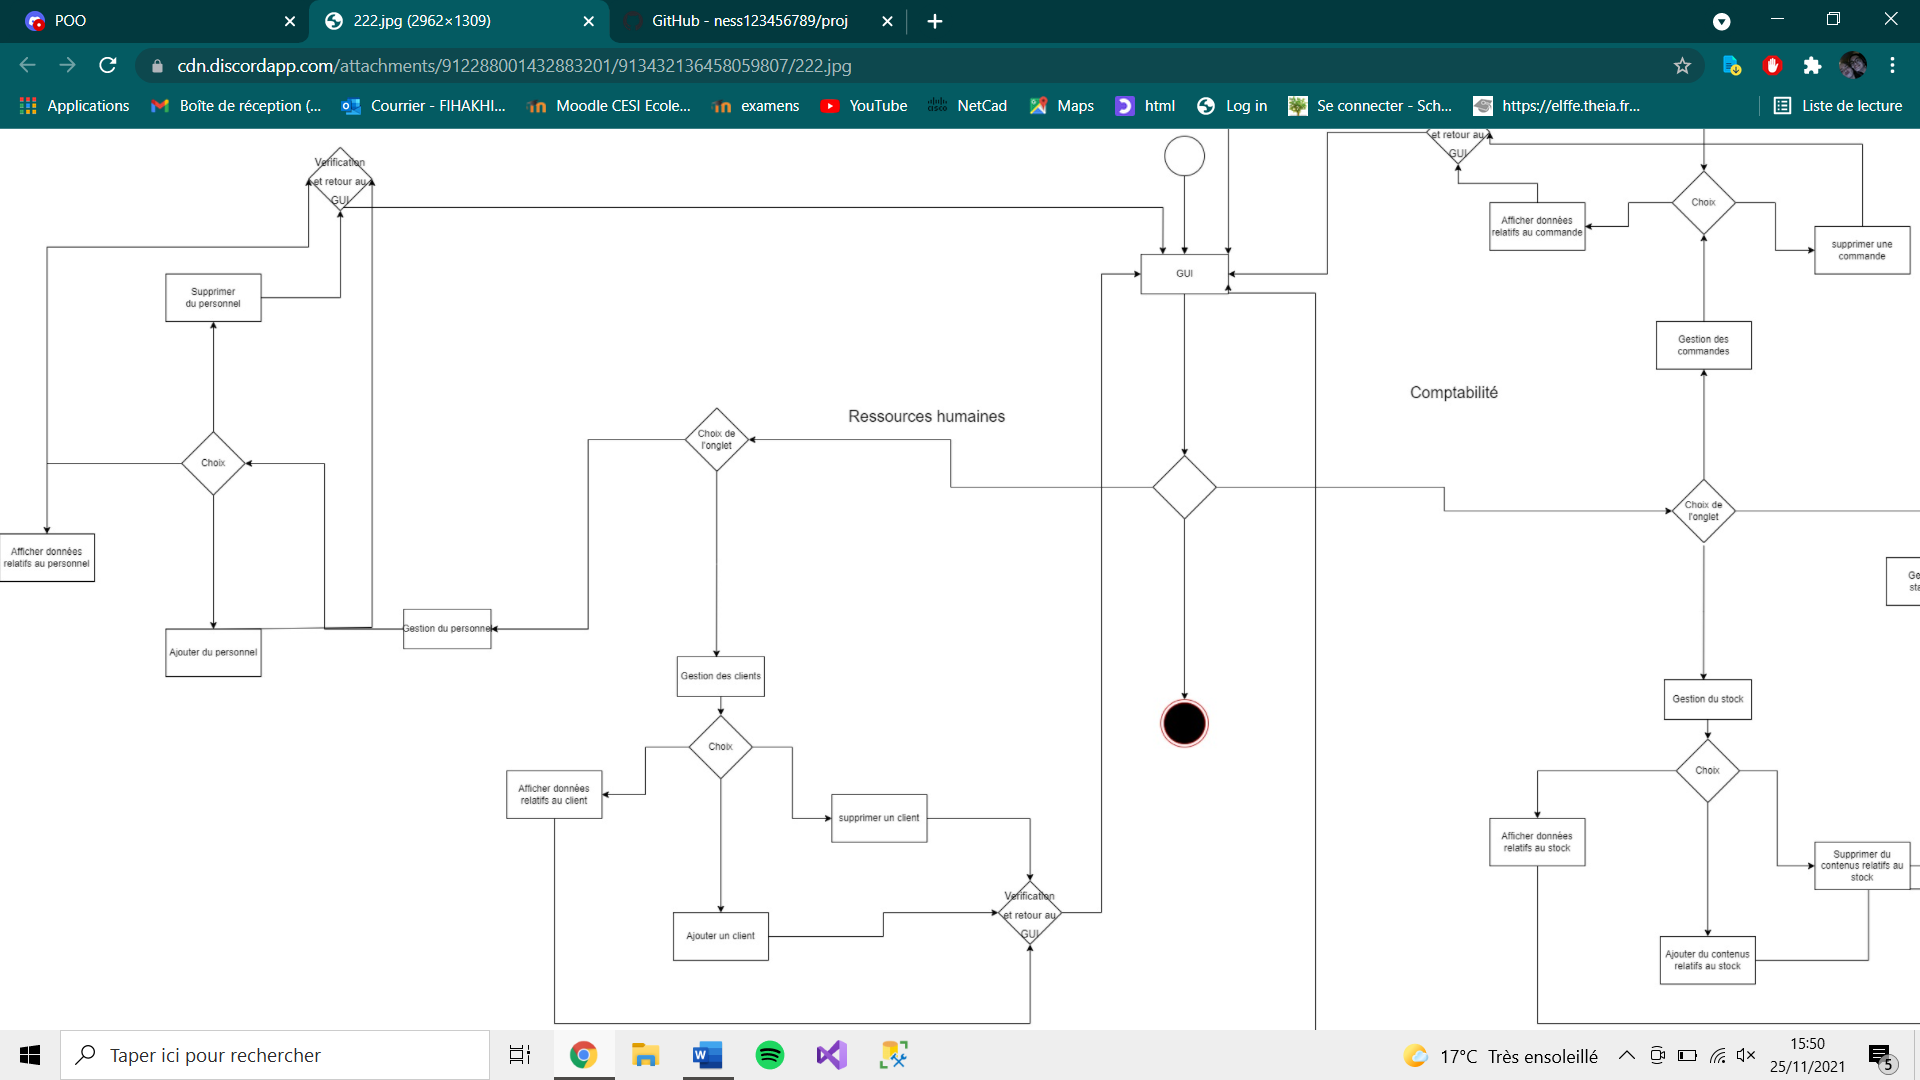 POO
222.jpg (2962×1309)
GitHub - ness123456789/proj
cdn.discordapp.com/attachments/912288001432883201/913432136458059807/222.jpg
Applications
Boîte de réception (...
Courrier - FIHAKHI...
Moodle CESI Ecole...
examens
YouTube
NetCad
Maps
html
Log in
Se connecter - Sch...
https://elffe.theia.fr...
Liste de lecture
Verification
et retour au
GUI
Supprimer
du personnel
Choix
Afficher données
relatifs au personnel
Ajouter du personnel
Gestion du personnel
Choix de
l'onglet
Ressources humaines
Gestion des clients
Choix
Afficher données
relatifs au client
supprimer un client
Ajouter un client
Verification
et retour au
GUI
GUI
Comptabilité
et retour au
GUI
Afficher données
relatifs au commande
Choix
supprimer une
commande
Gestion des
commandes
Choix de
l'onglet
Ge
sta
Gestion du stock
Choix
Afficher données
relatifs au stock
Supprimer du
contenus relatifs au
stock
Ajouter du contenus
relatifs au stock
Taper ici pour rechercher
17°C Très ensoleillé
15:50
25/11/2021
5